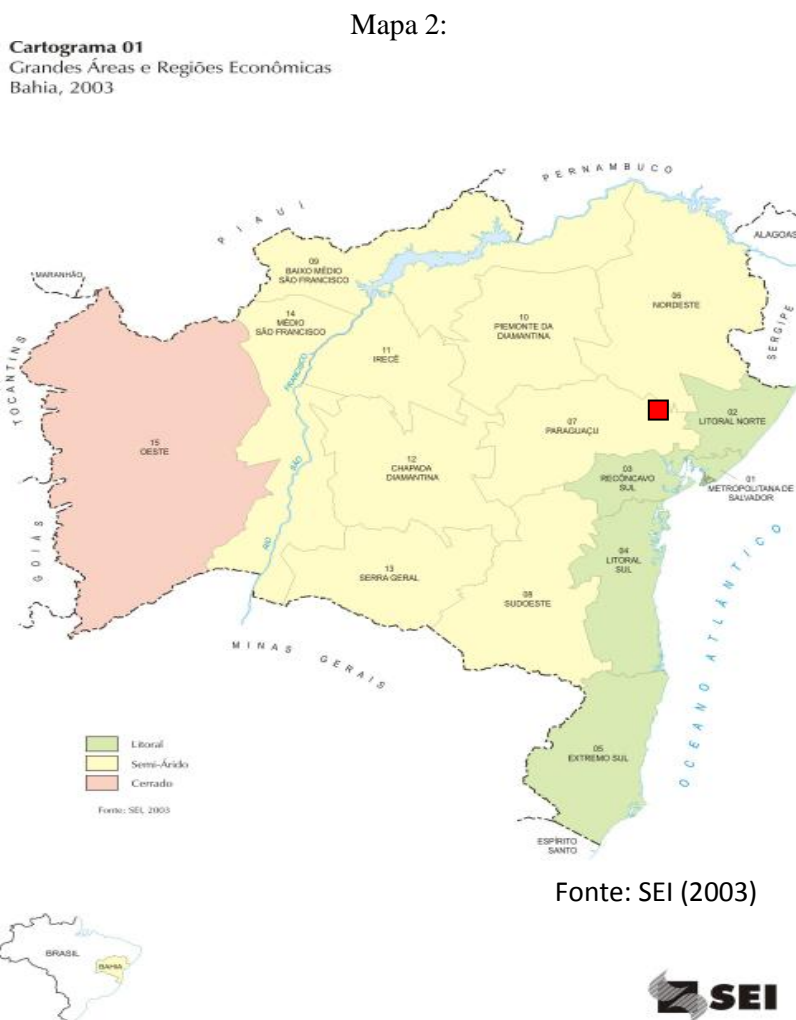 Mapa 2:
Cartograma 01
Grandes Áreas e Regiões Econômicas
Bahia, 2003
PERNAMBUCO
PIAUÍ
ALAGOAS
MARANHÃO
09
BAIXO MÉDIO
SÃO FRANCISCO
06
NORDESTE
14
MÉDIO
SÃO FRANCISCO
10
PIEMONTE DA
DIAMANTINA
SERGIPE
TOCANTINS
11
IRECÊ
RIO SÃO FRANCISCO
02
LITORAL NORTE
07
PARAGUAÇU
15
OESTE
12
CHAPADA
DIAMANTINA
03
RECÔNCAVO
SUL
01
METROPOLITANA DE
SALVADOR
GOIÁS
04
LITORAL
SUL
13
SERRA GERAL
08
SUDOESTE
OCEANO ATLÂNTICO
MINAS GERAIS
Litoral
Semi-Árido
Cerrado
05
EXTREMO SUL
Fonte: SEI, 2003
ESPÍRITO
SANTO
Fonte: SEI (2003)
BRASIL
BAHIA
SEI